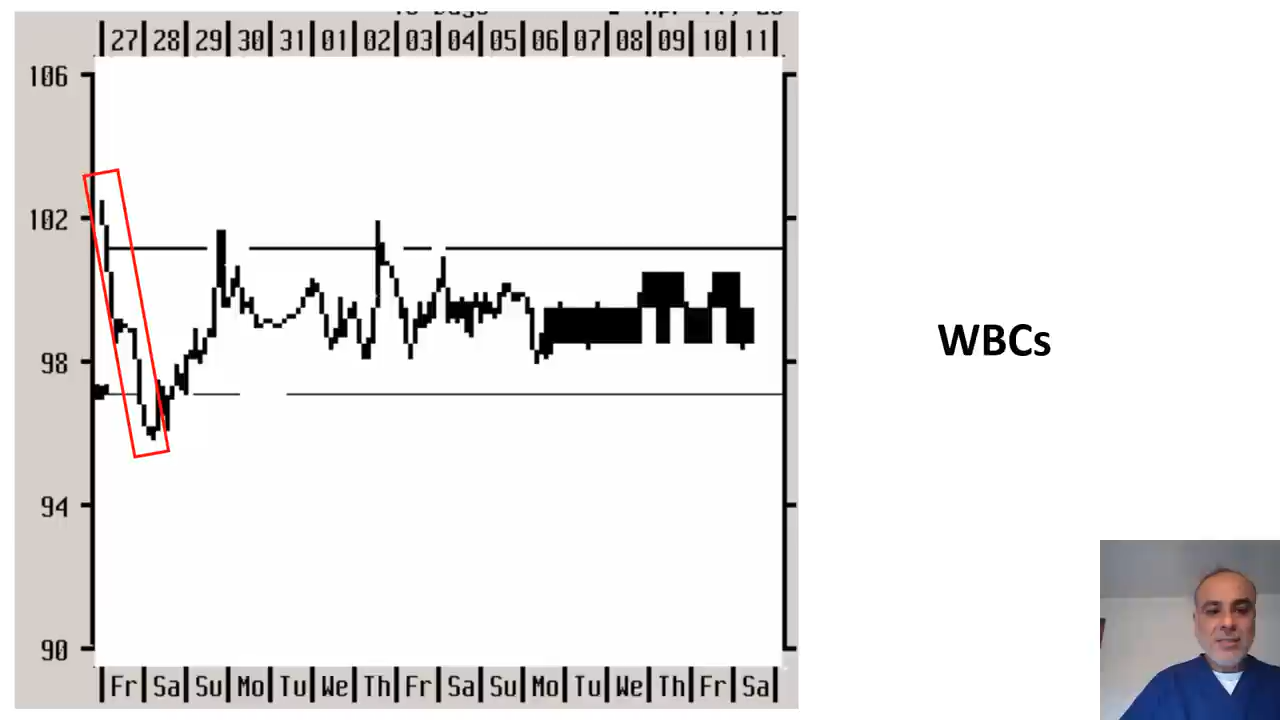 27 28 29 30 31 01 02 03 04 05 06 07 08 09 10 11
106
102
98
94
90
Fr Sa Su Mo Tu We Th Fr Sa Su Mo Tu We Th Fr Sa
WBCs